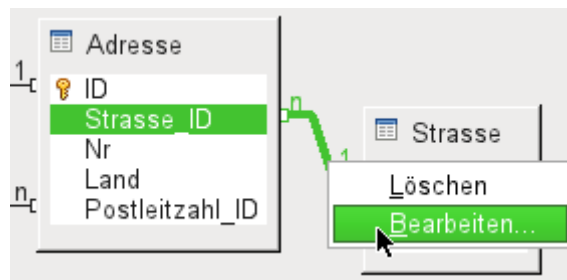 Adresse
1
ID
Strasse_ID
n
Nr
Land
n
Postleitzahl_ID
Strasse
1
Löschen
Bearbeiten...